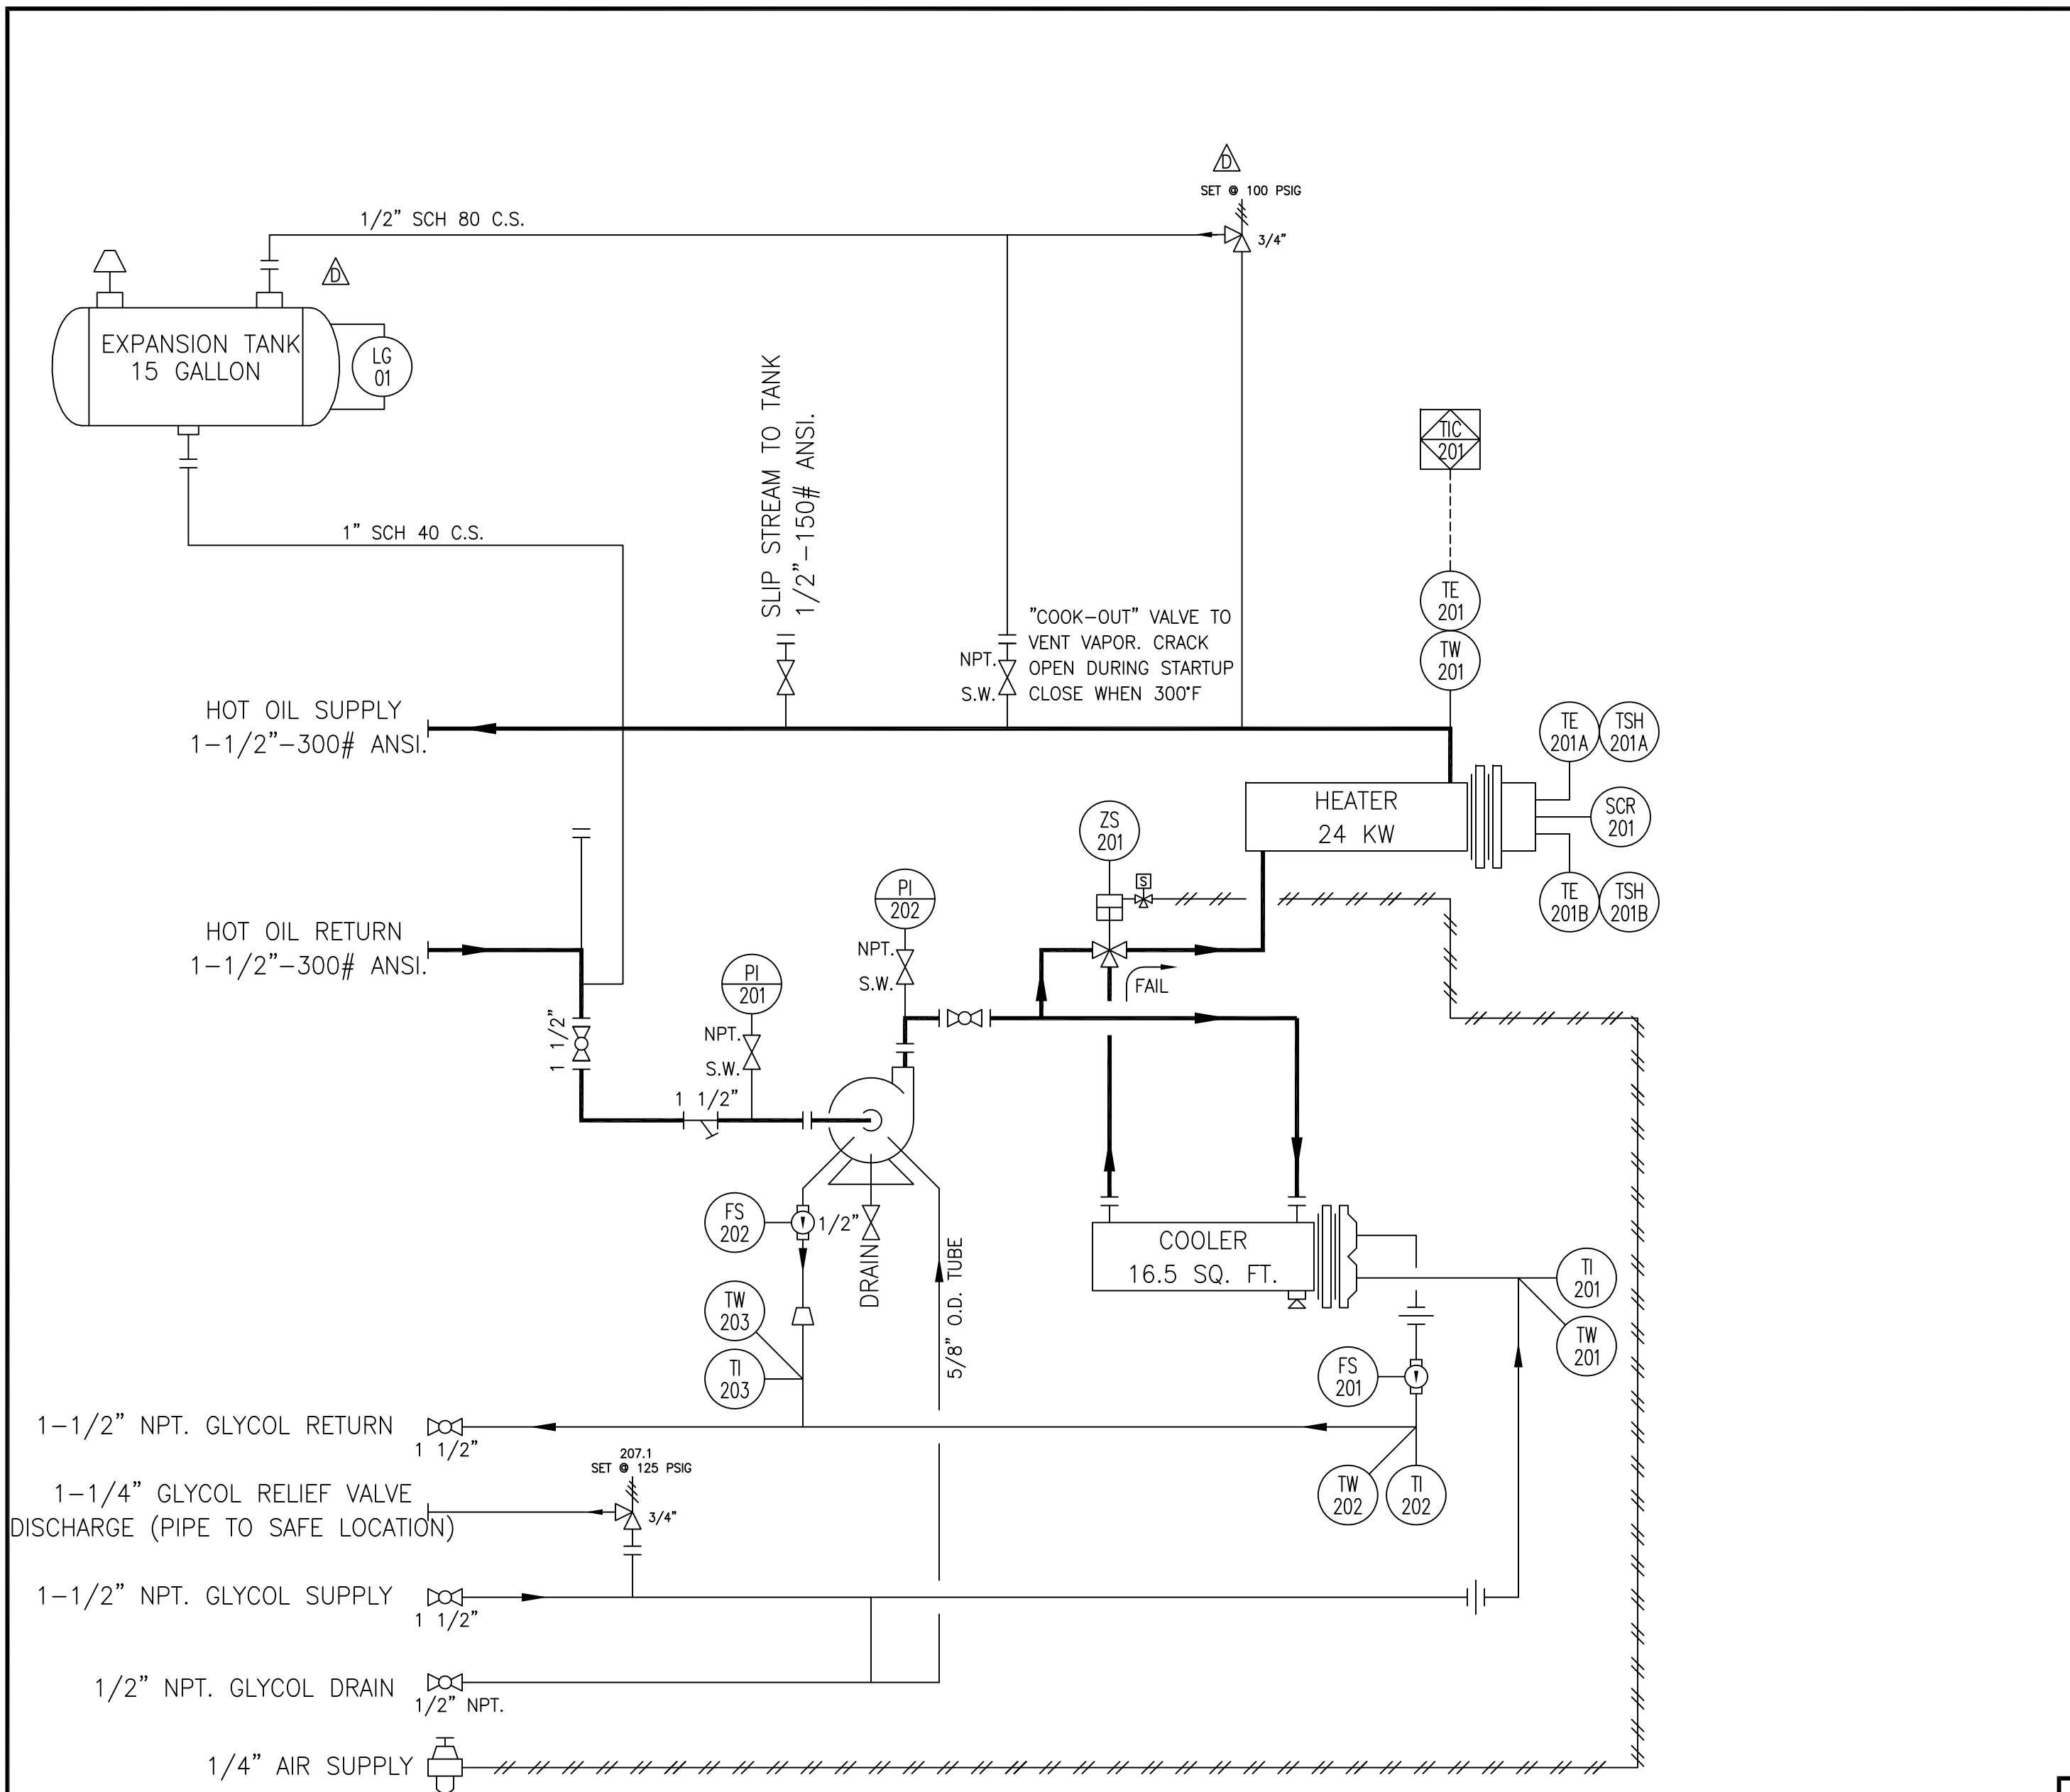 D
SET @ 100 PSIG
3/4"
1/2" SCH 80 C.S.
D
EXPANSION TANK
15 GALLON
LG
01
1" SCH 40 C.S.
SLIP STREAM TO TANK
1/2"-150# ANSI.
TIC
201
TE
201
TW
201
"COOK-OUT" VALVE TO
VENT VAPOR. CRACK
OPEN DURING STARTUP
CLOSE WHEN 300°F
NPT.
S.W.
HOT OIL SUPPLY
1-1/2"-300# ANSI.
TE
201A
TSH
201A
HEATER
24 KW
SCR
201
TE
201B
TSH
201B
ZS
201
S
PI
202
NPT.
S.W.
HOT OIL RETURN
1-1/2"-300# ANSI.
FAIL
PI
201
NPT.
S.W.
1 1/2"
1 1/2"
FS
202
1/2"
DRAIN
5/8" O.D. TUBE
COOLER
16.5 SQ. FT.
TI
201
TW
201
TW
203
TI
203
FS
201
1-1/2" NPT. GLYCOL RETURN
1 1/2"
TW
202
TI
202
207.1
SET @ 125 PSIG
3/4"
1-1/4" GLYCOL RELIEF VALVE
DISCHARGE (PIPE TO SAFE LOCATION)
1-1/2" NPT. GLYCOL SUPPLY
1 1/2"
1/2" NPT. GLYCOL DRAIN
1/2" NPT.
1/4" AIR SUPPLY